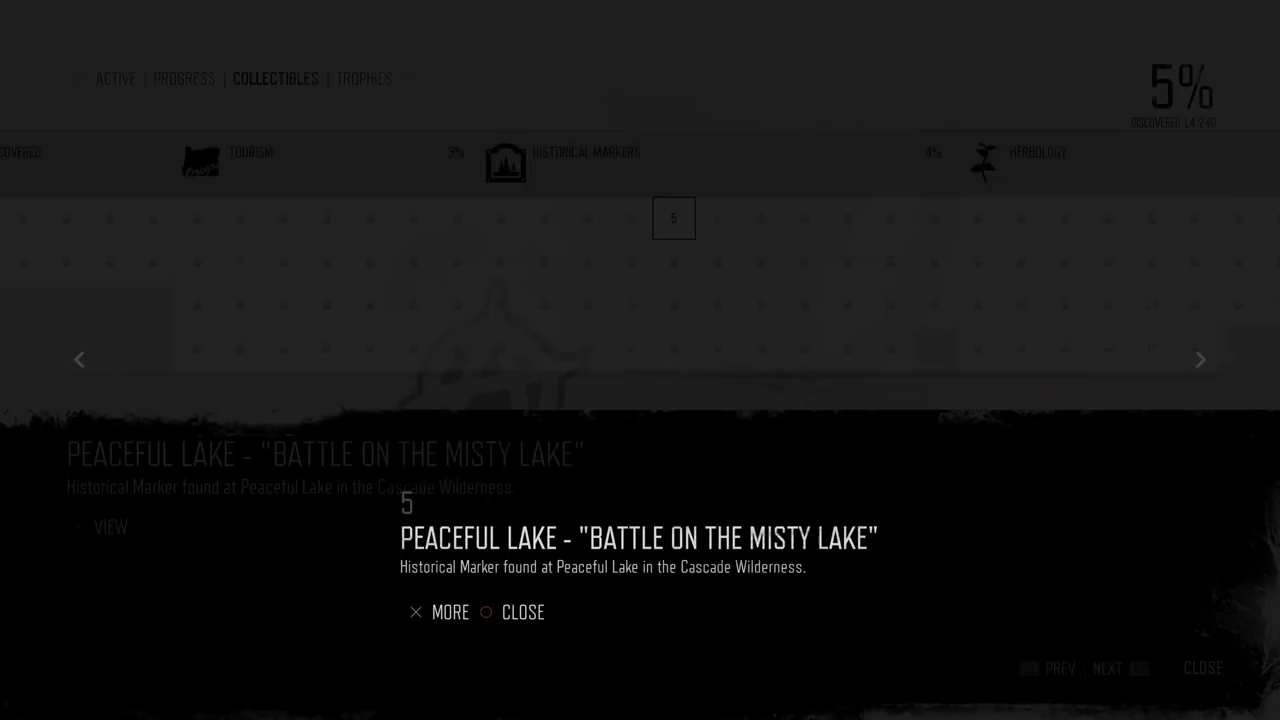 ACTIVE | PROGRESS | COLLECTIBLES | TROPHIES
5%
DISCOVERED 14/240
COVERED
TOURISM
3%
HISTORICAL MARKERS
4%
HERBOLOGY
5
PEACEFUL LAKE - "BATTLE ON THE MISTY LAKE"
Historical Marker found at Peaceful Lake in the Cascade Wilderness.
VIEW
5
PEACEFUL LAKE - "BATTLE ON THE MISTY LAKE"
Historical Marker found at Peaceful Lake in the Cascade Wilderness.
MORE CLOSE
PREV | NEXT CLOSE